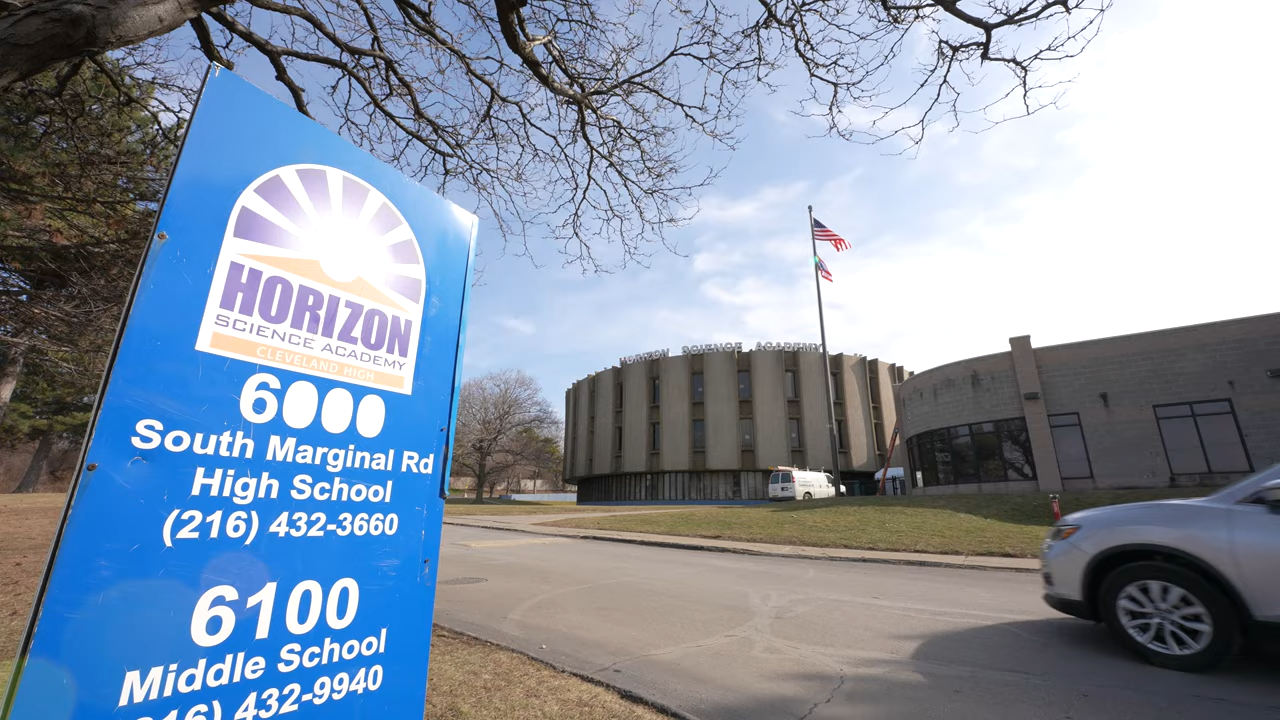 HORIZON
SCIENCE ACADEMY
CLEVELAND HIGH
6000
South Marginal Rd
High School
(216) 432-3660
6100
Middle School
(216) 432-9940
HORIZON SCIENCE ACADEMY